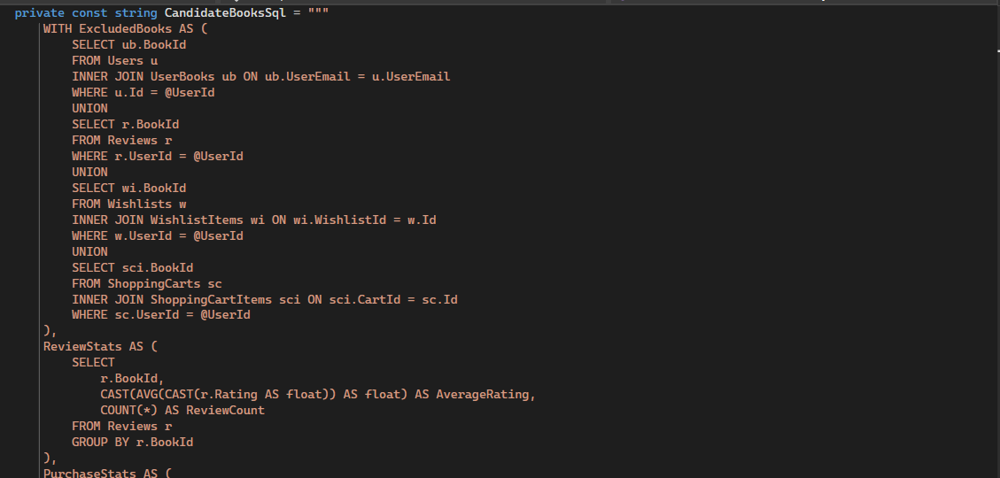 private const string CandidateBooksSql = """
WITH ExcludedBooks AS (
SELECT ub.BookId
FROM Users u
INNER JOIN UserBooks ub ON ub.UserEmail = u.UserEmail
WHERE u.Id = @UserId
UNION
SELECT r.BookId
FROM Reviews r
WHERE r.UserId = @UserId
UNION
SELECT wi.BookId
FROM Wishlists w
INNER JOIN WishlistItems wi ON wi.WishlistId = w.Id
WHERE w.UserId = @UserId
UNION
SELECT sci.BookId
FROM ShoppingCarts sc
INNER JOIN ShoppingCartItems sci ON sci.CartId = sc.Id
WHERE sc.UserId = @UserId
),
ReviewStats AS (
SELECT
r.BookId,
CAST(AVG(CAST(r.Rating AS float)) AS float) AS AverageRating,
COUNT(*) AS ReviewCount
FROM Reviews r
GROUP BY r.BookId
),
PurchaseStats AS (